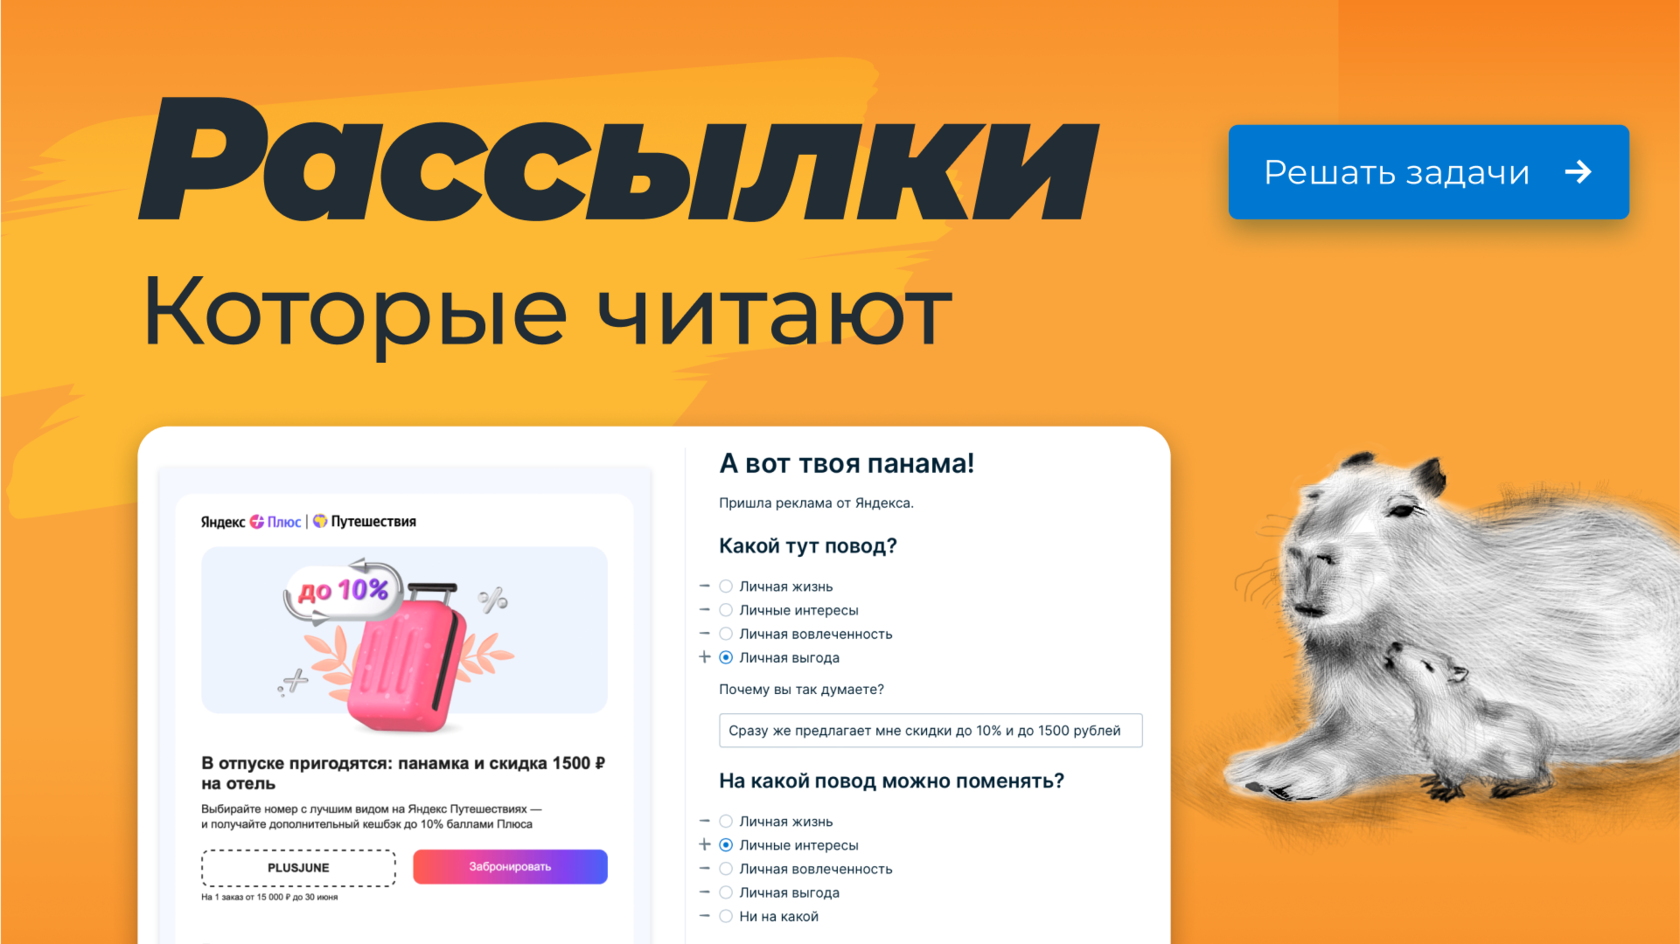 Рассылки
Которые читают
Решать задачи
Яндекс Плюс | Путешествия
до 10%
%
В отпуске пригодятся: панамка и скидка 1500 ₽
на отель
Выбирайте номер с лучшим видом на Яндекс Путешествиях —
и получайте дополнительный кешбэк до 10% баллами Плюса
PLUSJUNE
Забронировать
На 1 заказ от 15 000 ₽ до 30 июня
А вот твоя панама!
Пришла реклама от Яндекса.
Какой тут повод?
Личная жизнь
Личные интересы
Личная вовлеченность
Личная выгода
Почему вы так думаете?
Сразу же предлагает мне скидки до 10% и до 1500 рублей
На какой повод можно поменять?
Личная жизнь
Личные интересы
Личная вовлеченность
Личная выгода
Ни на какой